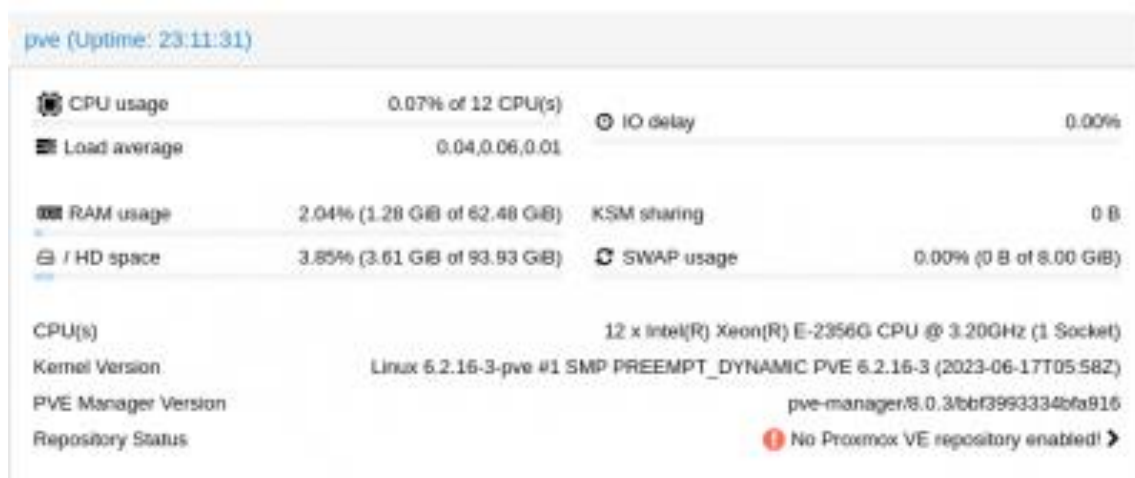 pve (Uptime: 23:11:31)
CPU usage 0.07% of 12 CPU(s)
IO delay 0.00%
Load average 0.04,0.06,0.01
RAM usage 2.04% (1.28 GiB of 62.48 GiB) KSM sharing 0 B
/ HD space 3.85% (3.61 GiB of 93.93 GiB) SWAP usage 0.00% (0 B of 8.00 GiB)
CPU(s) 12 x Intel(R) Xeon(R) E-2356G CPU @ 3.20GHz (1 Socket)
Kernel Version Linux 6.2.16-3-pve #1 SMP PREEMPT_DYNAMIC PVE 6.2.16-3 (2023-06-17T05:58Z)
PVE Manager Version pve-manager/8.0.3/bbf3993334bfa916
Repository Status No Proxmox VE repository enabled!